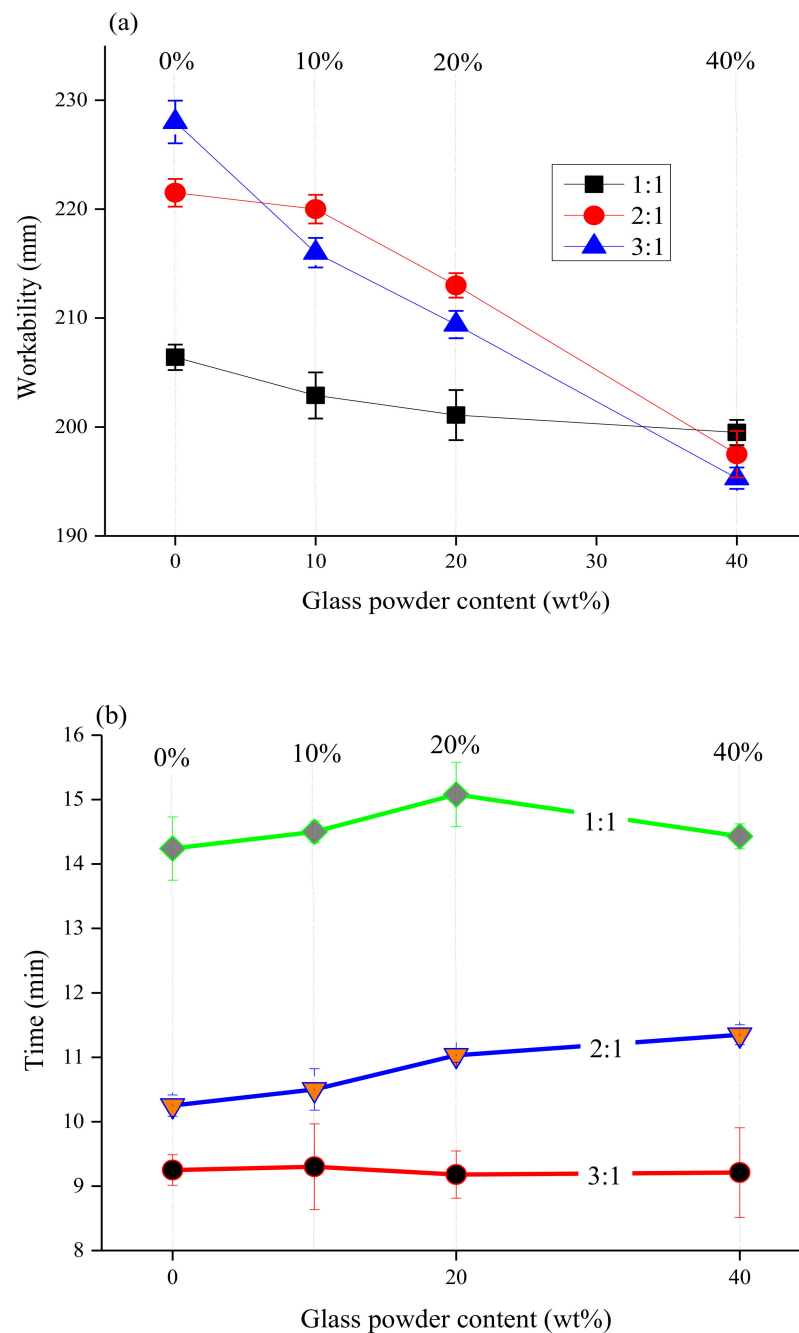 (a)
0% 10% 20% 40%
230
220
210
200
190
Workability (mm)
1:1
2:1
3:1
0 10 20 30 40
Glass powder content (wt%)
(b)
0% 10% 20% 40%
16
15
14
13
12
11
10
9
8
Time (min)
1:1
2:1
3:1
0 20 40
Glass powder content (wt%)